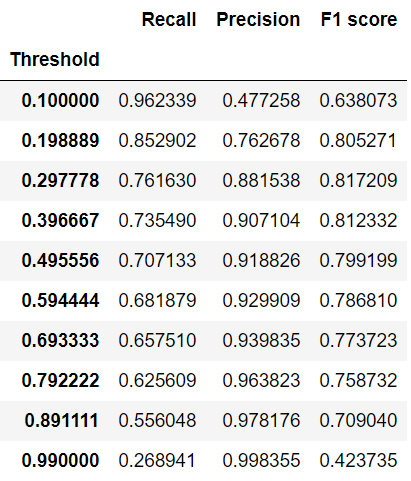 Recall Precision F1 score
Threshold
0.100000 0.962339 0.477258 0.638073
0.198889 0.852902 0.762678 0.805271
0.297778 0.761630 0.881538 0.817209
0.396667 0.735490 0.907104 0.812332
0.495556 0.707133 0.918826 0.799199
0.594444 0.681879 0.929909 0.786810
0.693333 0.657510 0.939835 0.773723
0.792222 0.625609 0.963823 0.758732
0.891111 0.556048 0.978176 0.709040
0.990000 0.268941 0.998355 0.423735